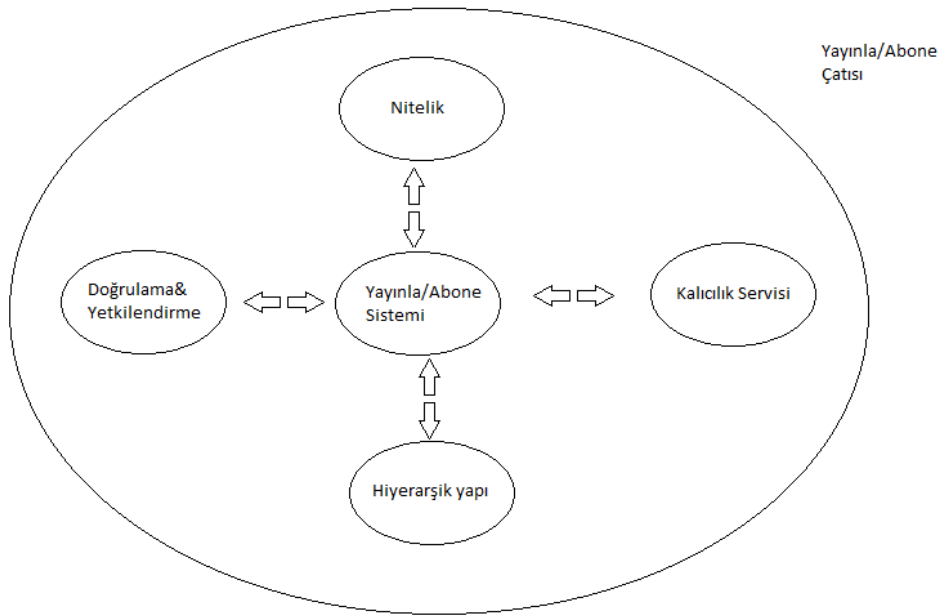 Yayınla/Abone
Çatısı
Nitelik
Doğrulama&
Yetkilendirme
Yayınla/Abone
Sistemi
Kalıcılık Servisi
Hiyerarşik yapı